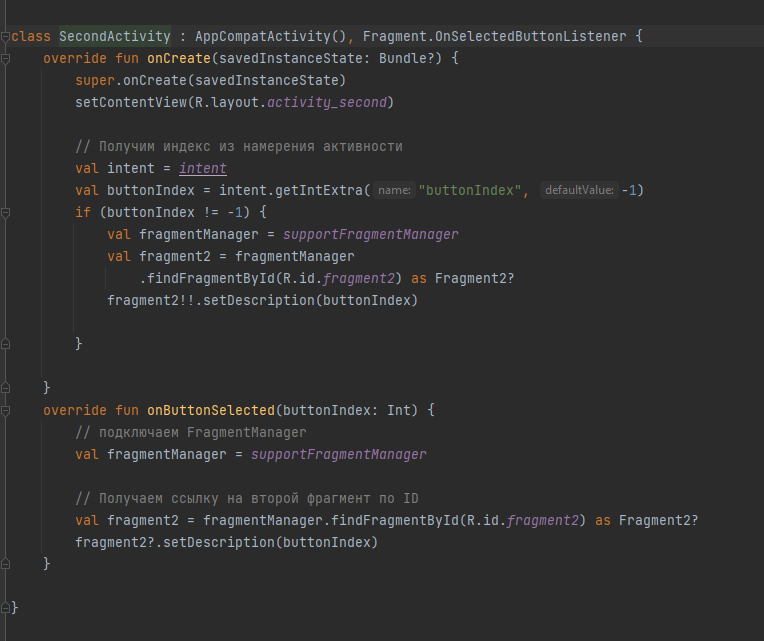 class SecondActivity : AppCompatActivity(), Fragment.OnSelectedButtonListener {
    override fun onCreate(savedInstanceState: Bundle?) {
        super.onCreate(savedInstanceState)
        setContentView(R.layout.activity_second)

        // Получим индекс из намерения активности
        val intent = intent
        val buttonIndex = intent.getIntExtra( name: "buttonIndex", defaultValue: -1)
        if (buttonIndex != -1) {
            val fragmentManager = supportFragmentManager
            val fragment2 = fragmentManager
                .findFragmentById(R.id.fragment2) as Fragment2?
            fragment2!!.setDescription(buttonIndex)

        }

    }
    override fun onButtonSelected(buttonIndex: Int) {
        // подключаем FragmentManager
        val fragmentManager = supportFragmentManager

        // Получаем ссылку на второй фрагмент по ID
        val fragment2 = fragmentManager.findFragmentById(R.id.fragment2) as Fragment2?
        fragment2?.setDescription(buttonIndex)
    }

}